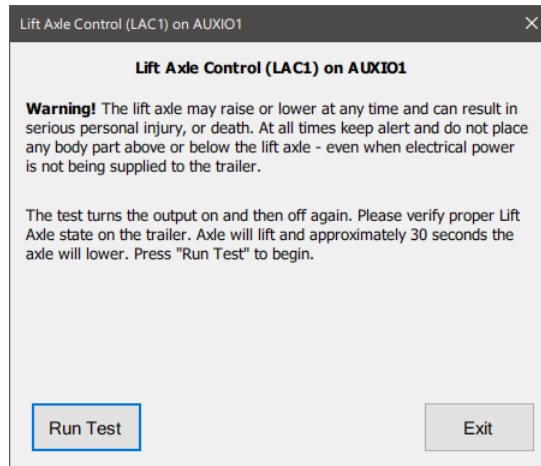 Lift Axle Control (LAC1) on AUXIO1
Lift Axle Control (LAC1) on AUXIO1
Warning! The lift axle may raise or lower at any time and can result in
serious personal injury, or death. At all times keep alert and do not place
any body part above or below the lift axle - even when electrical power
is not being supplied to the trailer.
The test turns the output on and then off again. Please verify proper Lift
Axle state on the trailer. Axle will lift and approximately 30 seconds the
axle will lower. Press "Run Test" to begin.
Run Test
Exit